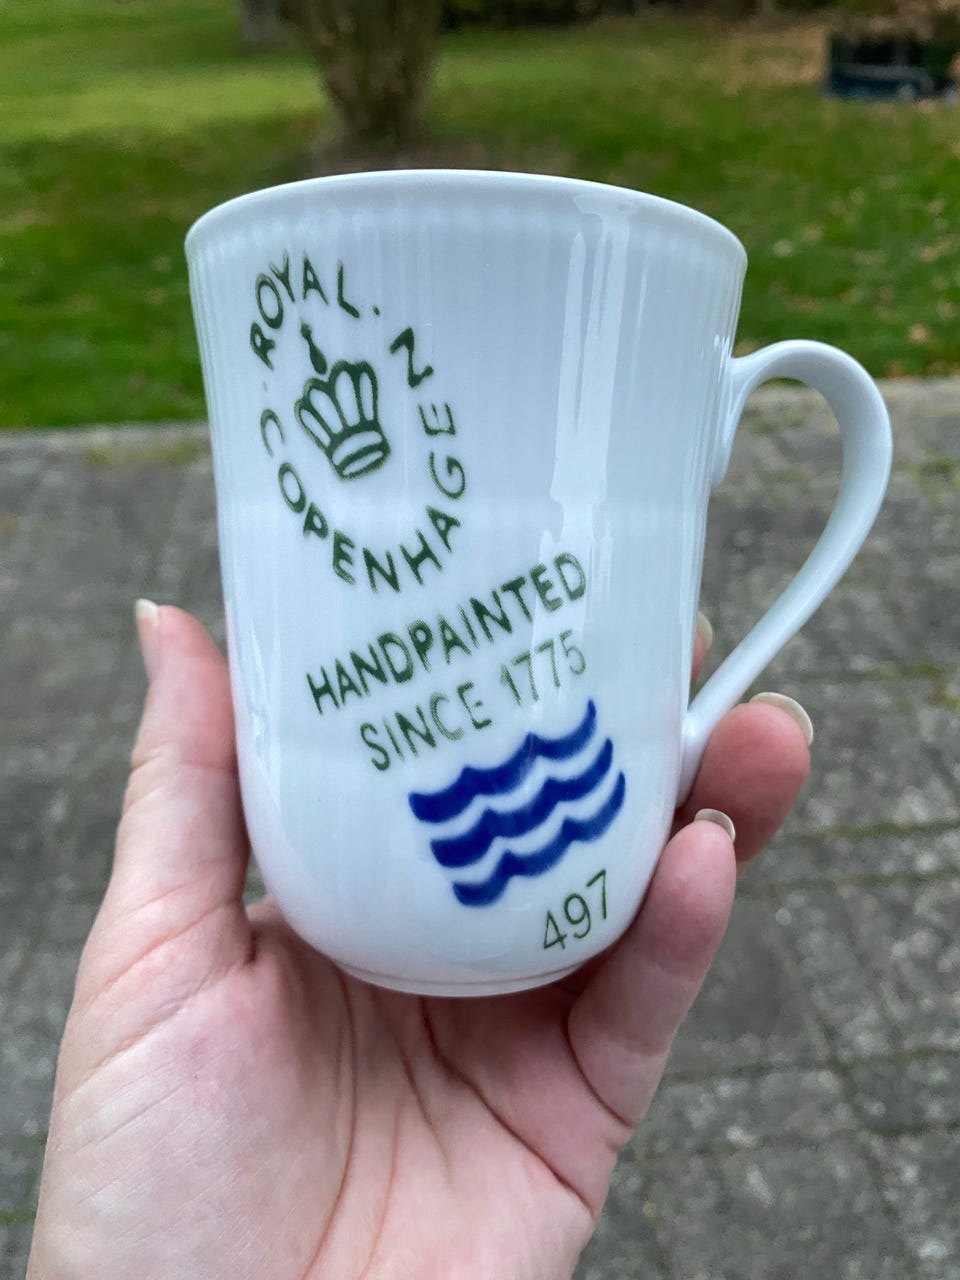 ROYAL.
COPENHAGEN
HANDPAINTED
SINCE 1775
497